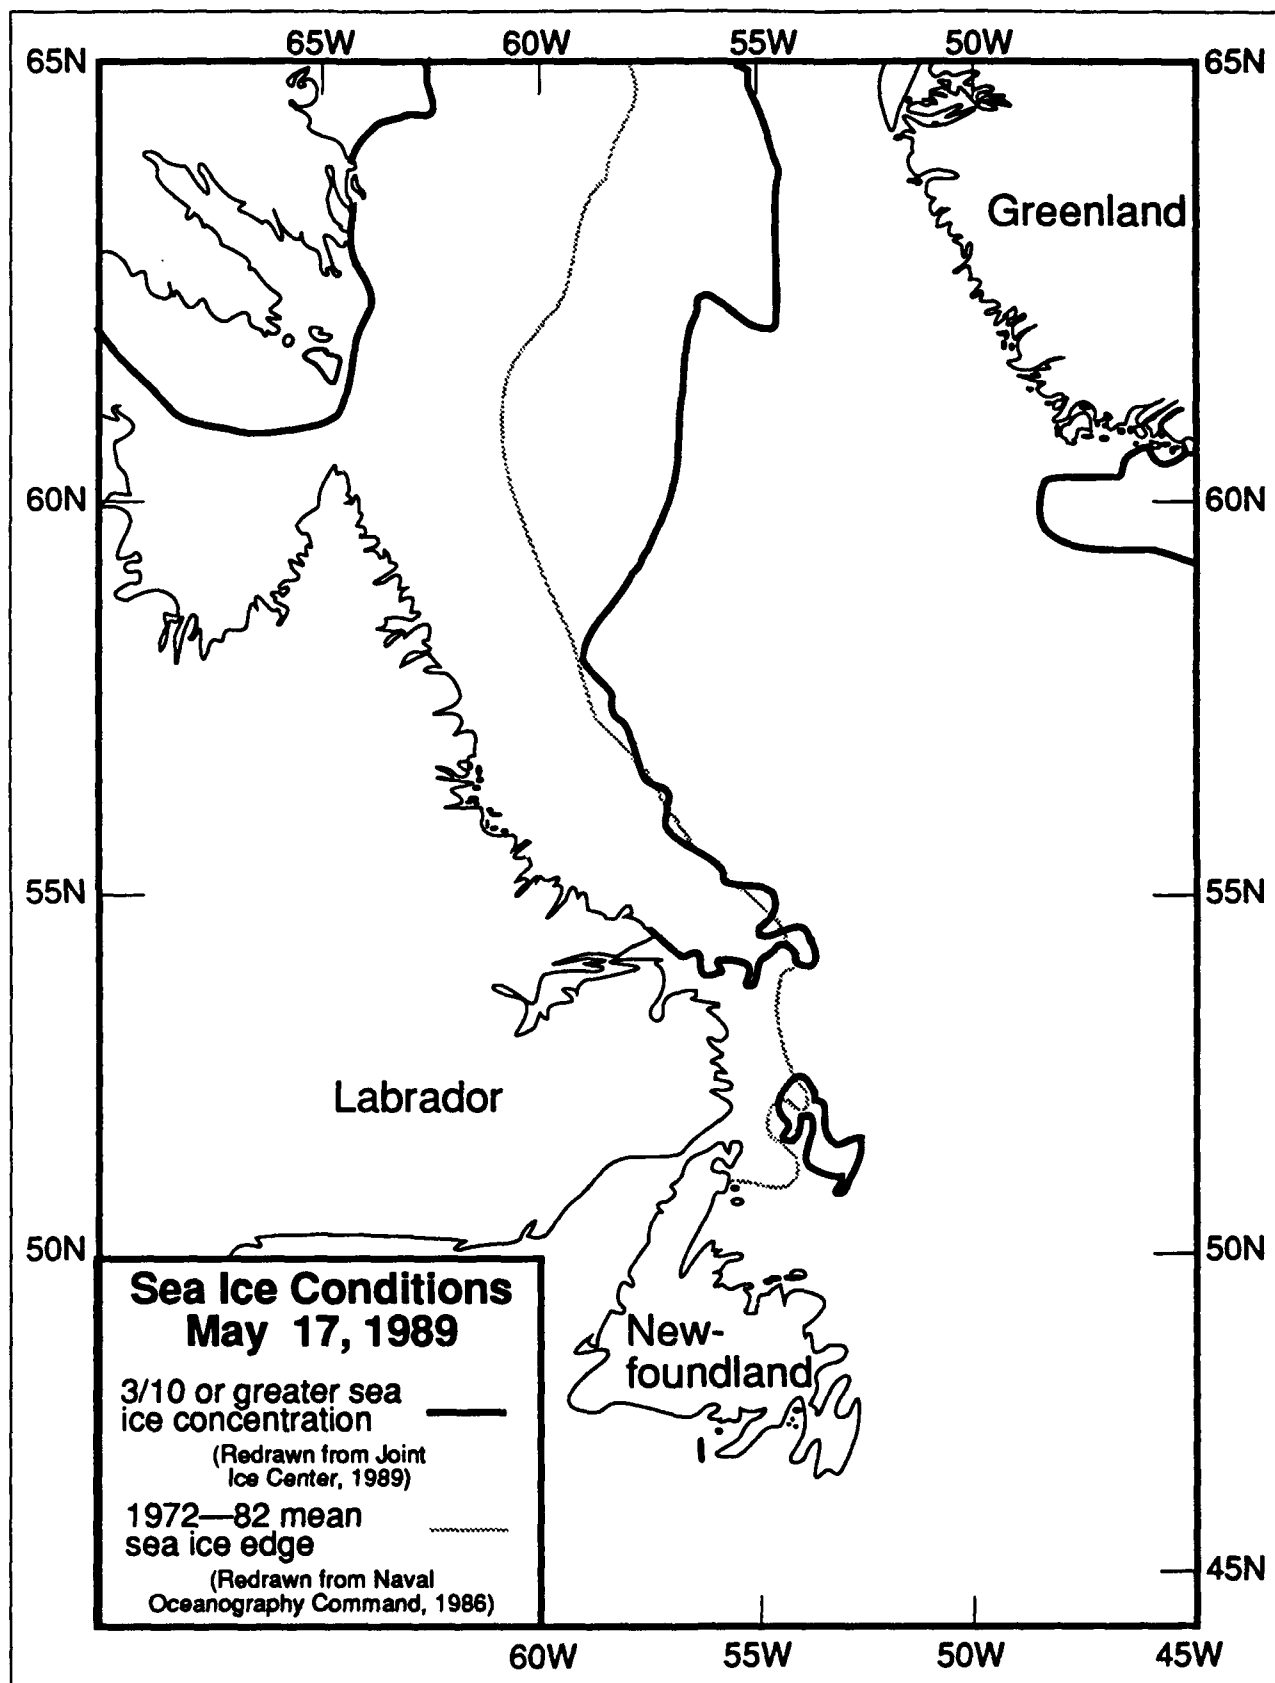 65W 60W 55W 50W
65N 65N
Greenland
60N 60N
55N 55N
Labrador
50N 50N
Sea Ice Conditions
May 17, 1989
3/10 or greater sea
ice concentration
(Redrawn from Joint
Ice Center, 1989)
1972—82 mean
sea ice edge
(Redrawn from Naval
Oceanography Command, 1986)
New-
foundland
45N
60W 55W 50W 45W